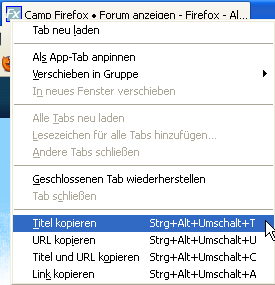 Camp Firefox • Forum anzeigen - Firefox - Al...
Tab neu laden
Als App-Tab anpinnen
Verschieben in Gruppe
In neues Fenster verschieben
Alle Tabs neu laden
Lesezeichen für alle Tabs hinzufügen...
Andere Tabs schließen
Geschlossenen Tab wiederherstellen
Tab schließen
Titel kopieren Strg+Alt+Umschalt+T
URL kopieren Strg+Alt+Umschalt+U
Titel und URL kopieren Strg+Alt+Umschalt+C
Link kopieren Strg+Alt+Umschalt+A